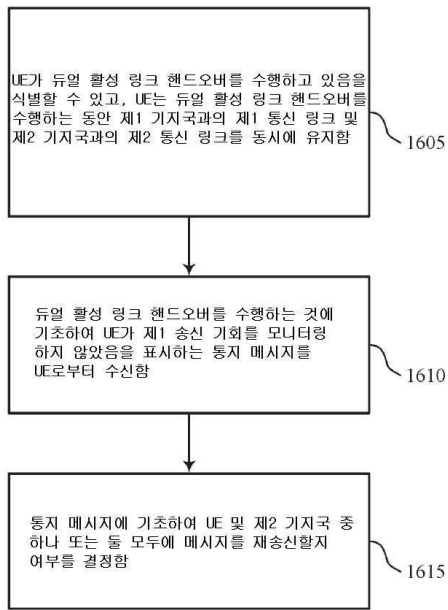 UE가 듀얼 활성 링크 핸드오버를 수행하고 있음을
식별할 수 있고, UE는 듀얼 활성 링크 핸드오버를
수행하는 동안 제1 기지국과의 제1 통신 링크 및
제2 기지국과의 제2 통신 링크를 동시에 유지함
1605
듀얼 활성 링크 핸드오버를 수행하는 것에
기초하여 UE가 제1 송신 기회를 모니터링
하지 않았음을 표시하는 통지 메시지를
UE로부터 수신함
1610
통지 메시지에 기초하여 UE 및 제2 기지국 중
하나 또는 둘 모두에 메시지를 재송신할지
여부를 결정함
1615